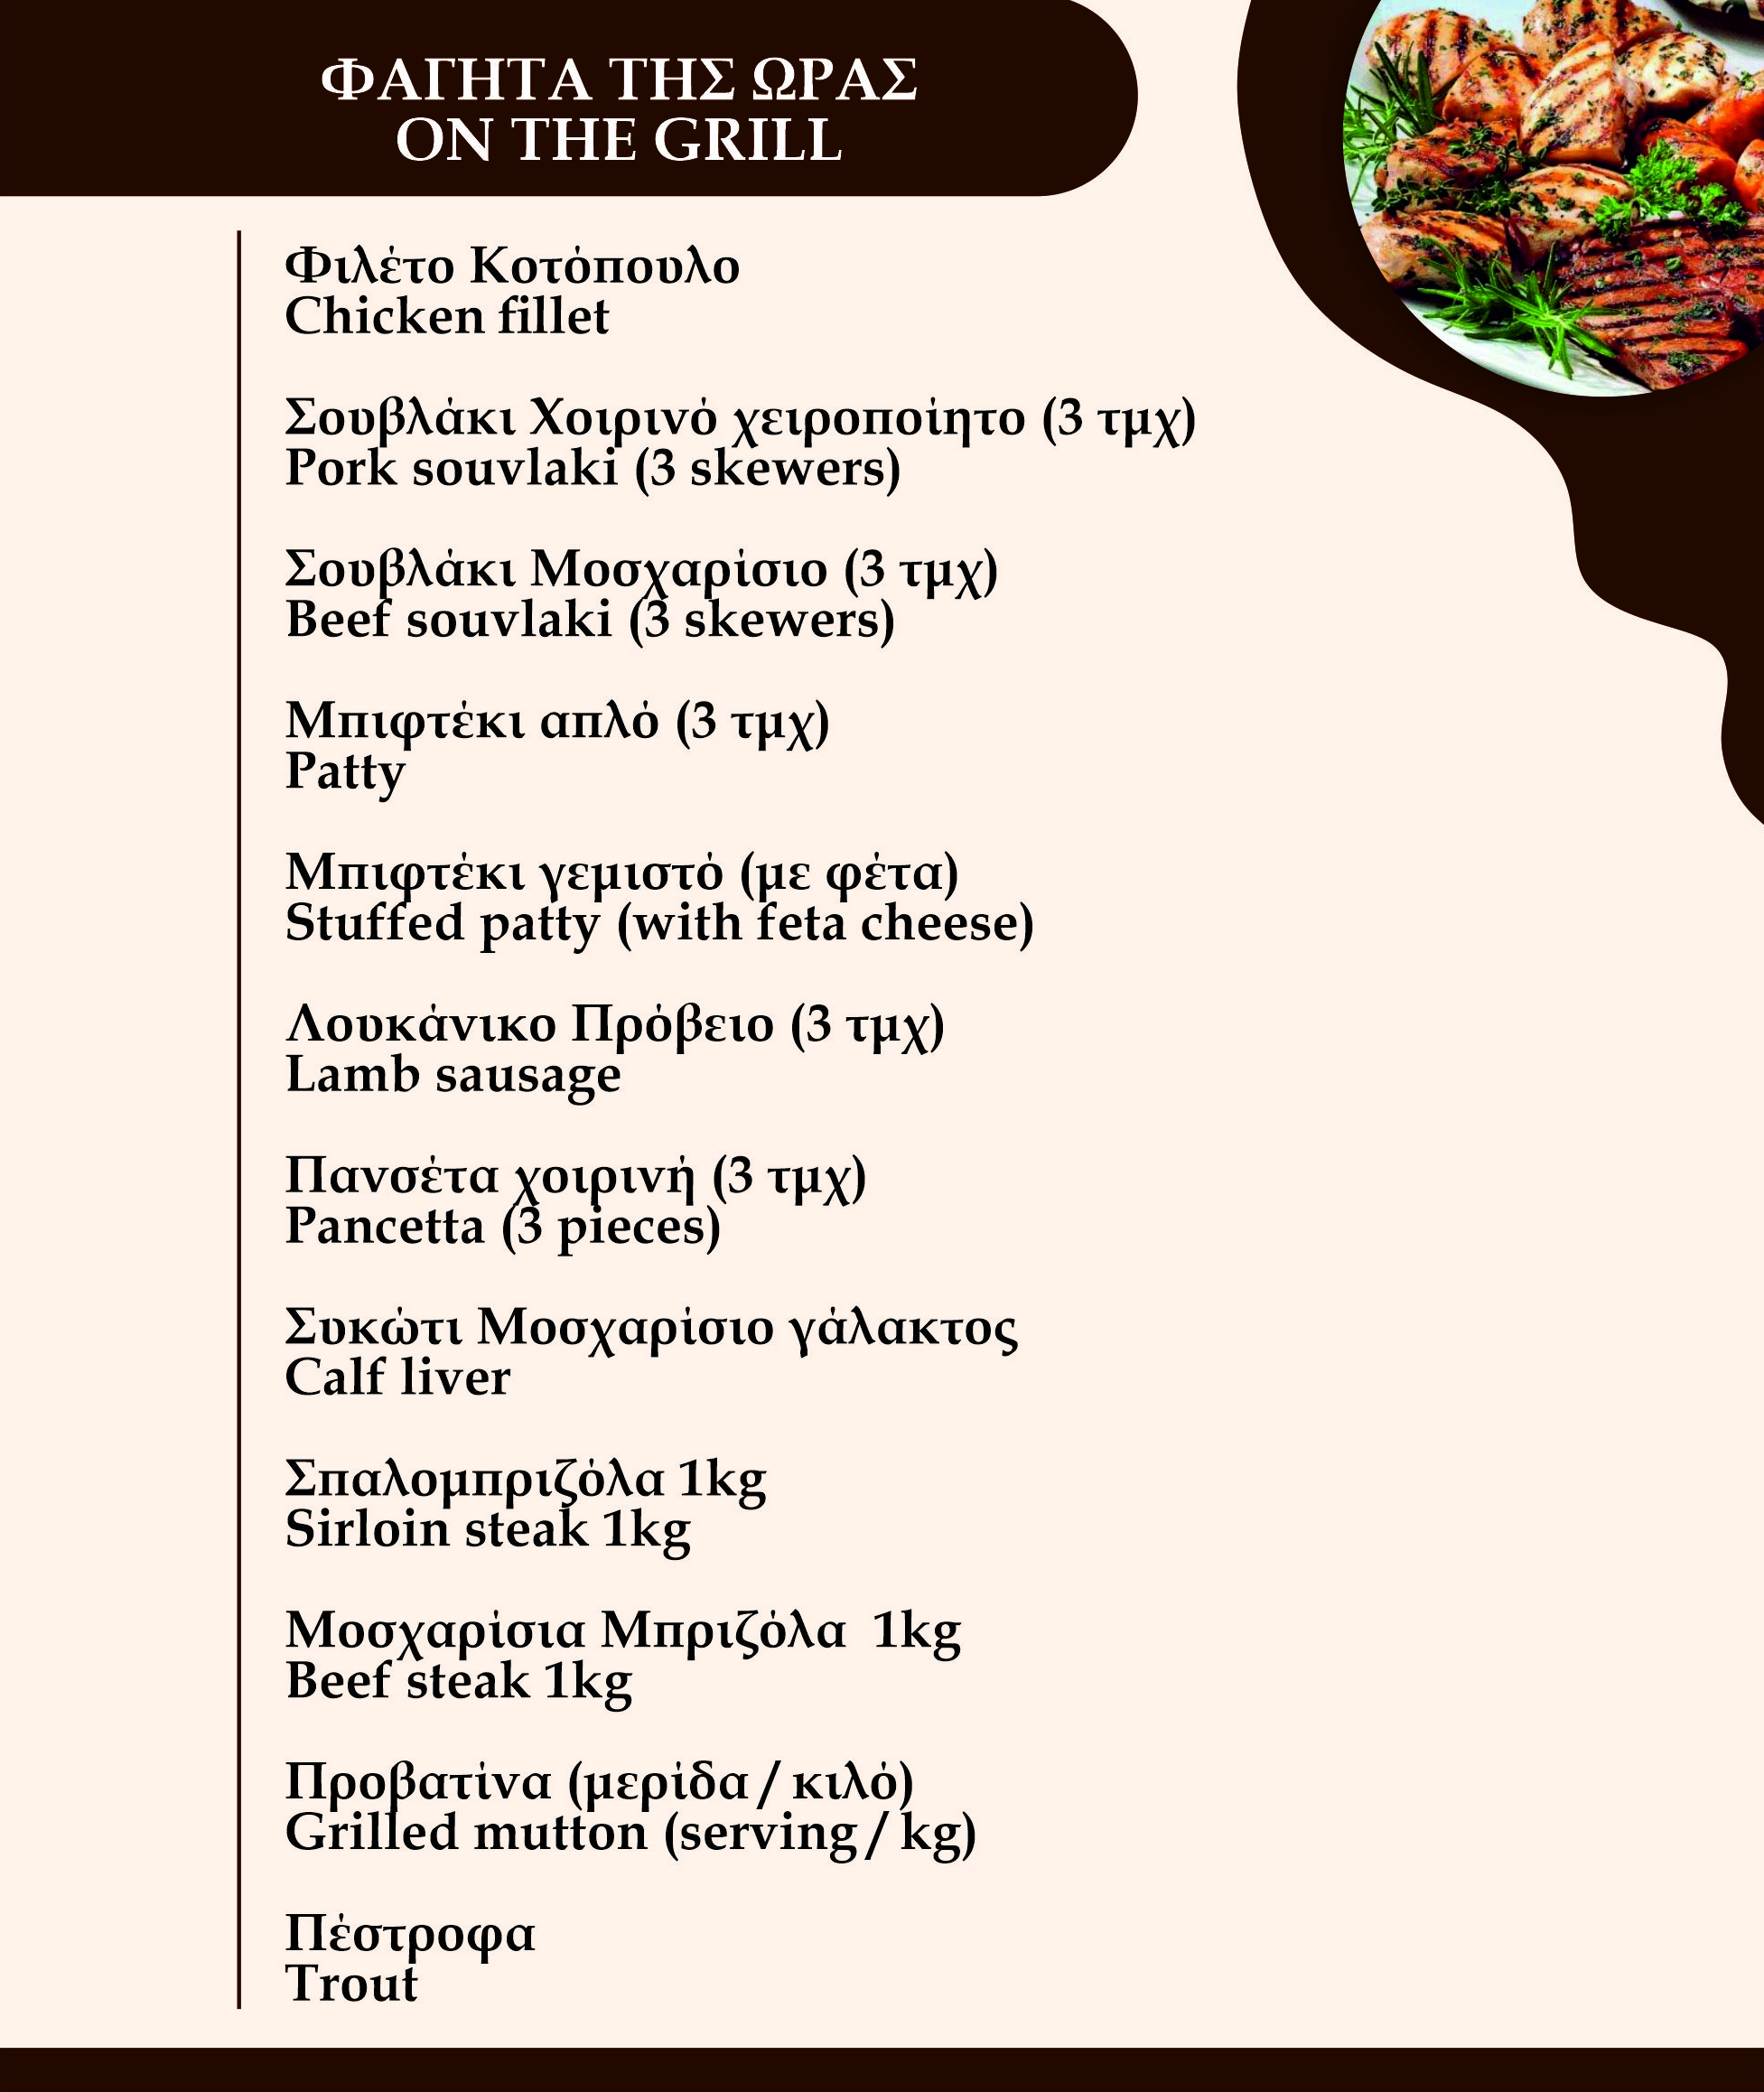 ΦΑΓΗΤΑ ΤΗΣ ΩΡΑΣ
ON THE GRILL
Φιλέτο Κοτόπουλο
Chicken fillet
Σουβλάκι Χοιρινό χειροποίητο (3 τμχ)
Pork souvlaki (3 skewers)
Σουβλάκι Μοσχαρίσιο (3 τμχ)
Beef souvlaki (3 skewers)
Μπιφτέκι απλό (3 τμχ)
Patty
Μπιφτέκι γεμιστό (με φέτα)
Stuffed patty (with feta cheese)
Λουκάνικο Πρόβειο (3 τμχ)
Lamb sausage
Πανσέτα χοιρινή (3 τμχ)
Pancetta (3 pieces)
Συκώτι Μοσχαρίσιο γάλακτος
Calf liver
Σπαλομπριζόλα 1kg
Sirloin steak 1kg
Μοσχαρίσια Μπριζόλα 1kg
Beef steak 1kg
Προβατίνα (μερίδα / κιλό)
Grilled mutton (serving / kg)
Πέστροφα
Trout